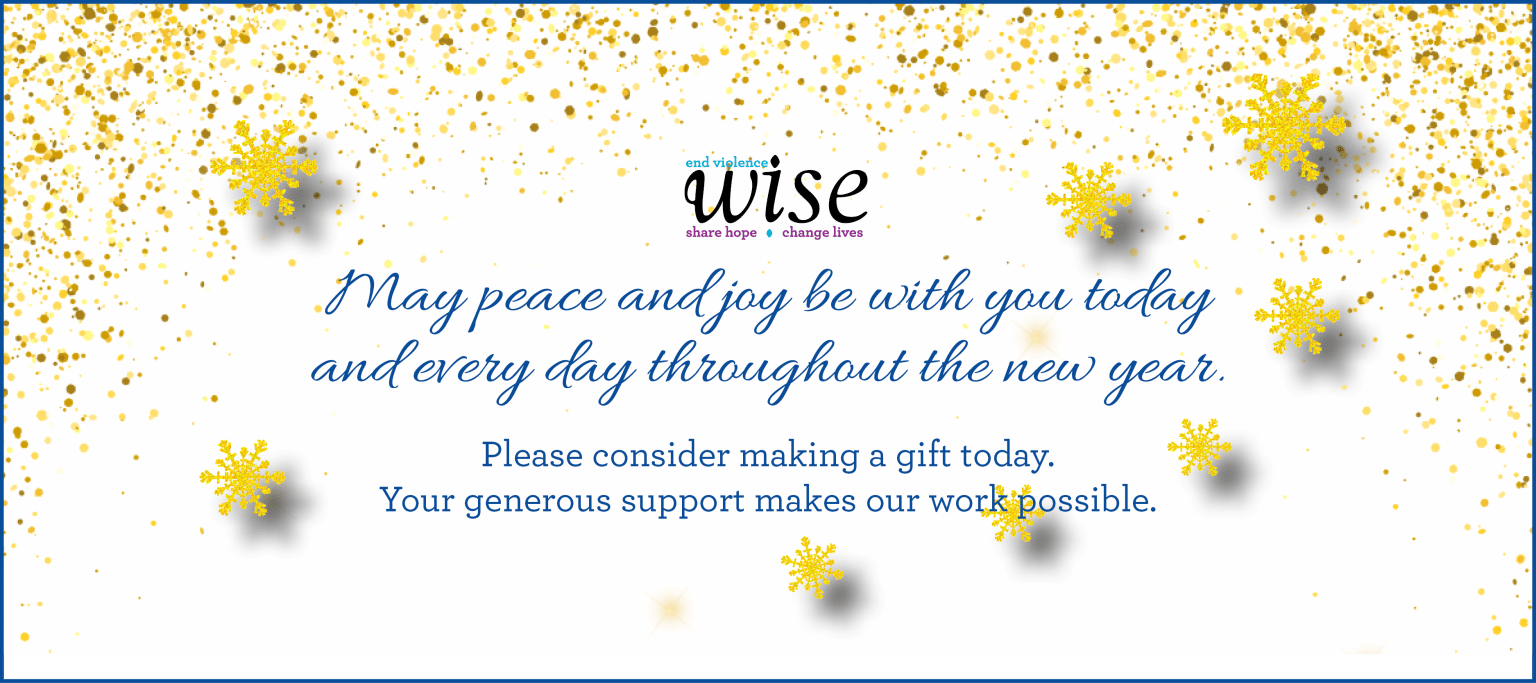 end violence
wise
share hope change lives
May peace and joy be with you today
and every day throughout the new year.
Please consider making a gift today.
Your generous support makes our work possible.